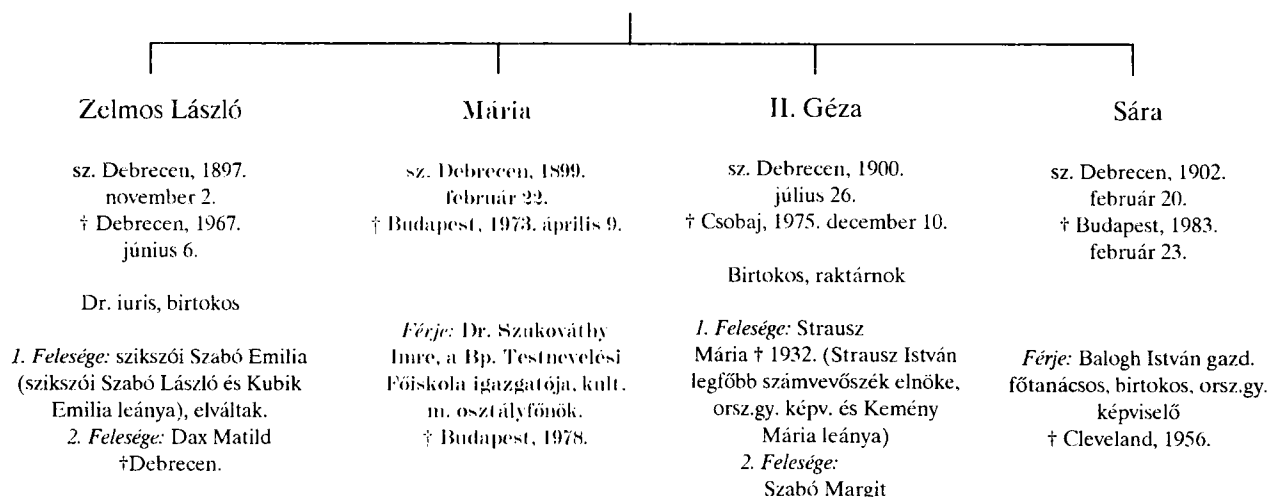 Zelmos László
sz. Debrecen, 1897.
november 2.
† Debrecen, 1967.
június 6.
Dr. iuris, birtokos
1. Felesége: szikszói Szabó Emilia
(szikszói Szabó László és Kubik
Emilia leánya), elváltak.
2. Felesége: Dax Matild
†Debrecen.
Mária
sz. Debrecen, 1899.
február 22.
† Budapest, 1973. április 9.
Férje: Dr. Szukováthy
Imre, a Bp. Testnevelési
Főiskola igazgatója, kult.
m. osztályfőnök.
† Budapest, 1978.
II. Géza
sz. Debrecen, 1900.
július 26.
† Csobaj, 1975. december 10.
Birtokos, raktárnok
1. Felesége: Strausz
Mária † 1932. (Strausz István
legfőbb számvevőszék elnöke,
orsz.gy. képv. és Kemény
Mária leánya)
2. Felesége:
Szabó Margit
Sára
sz. Debrecen, 1902.
február 20.
† Budapest, 1983.
február 23.
Férje: Balogh István gazd.
főtanácsos, birtokos, orsz.gy.
képviselő
† Cleveland, 1956.